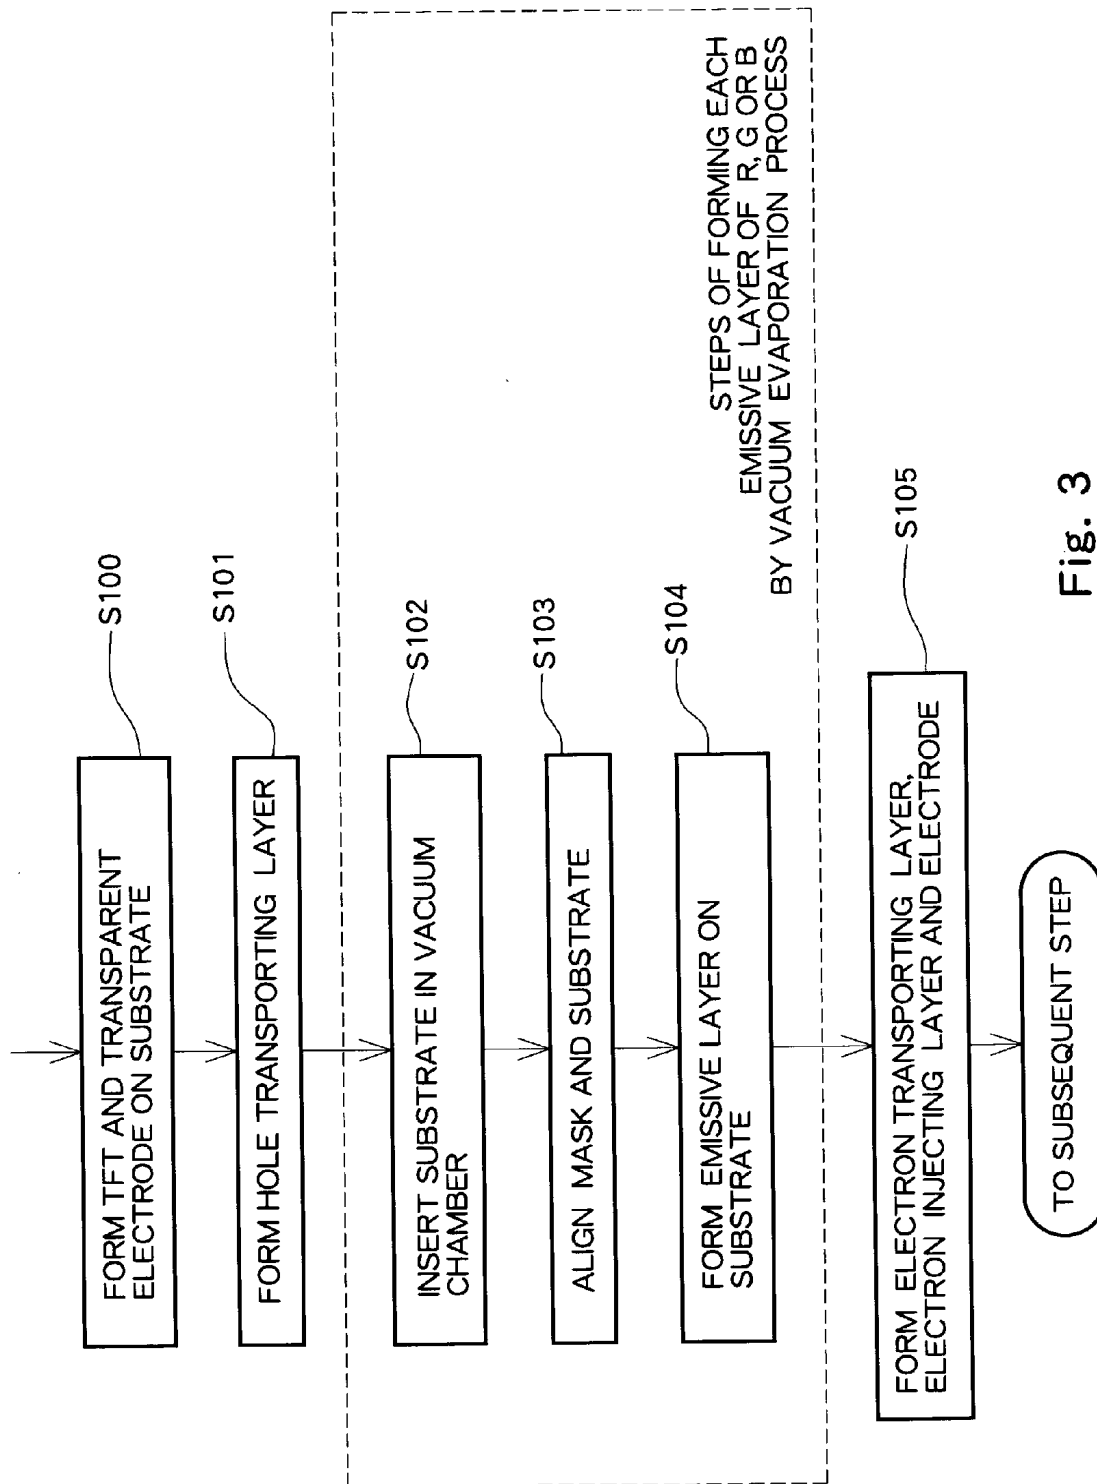 FORM TFT AND TRANSPARENT
ELECTRODE ON SUBSTRATE
S100
FORM HOLE TRANSPORTING LAYER
S101
INSERT SUBSTRATE IN VACUUM
CHAMBER
S102
ALIGN MASK AND SUBSTRATE
S103
FORM EMISSIVE LAYER ON
SUBSTRATE
S104
STEPS OF FORMING EACH
EMISSIVE LAYER OF R, G OR B
BY VACUUM EVAPORATION PROCESS
FORM ELECTRON TRANSPORTING LAYER,
ELECTRON INJECTING LAYER AND ELECTRODE
S105
TO SUBSEQUENT STEP
Fig. 3